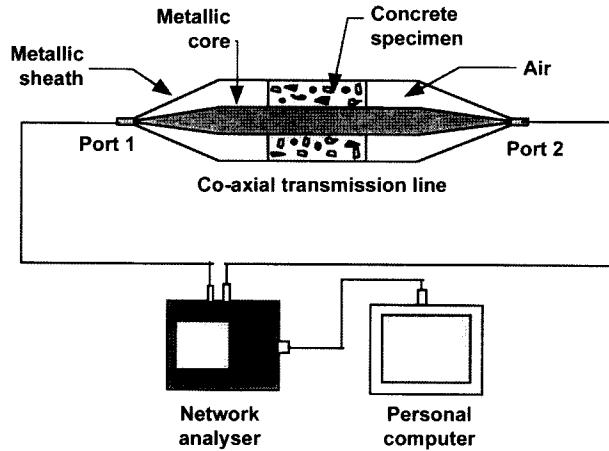 Metallic
core
Concrete
specimen
Metallic
sheath
Air
Port 1
Port 2
Co-axial transmission line
Network
analyser
Personal
computer